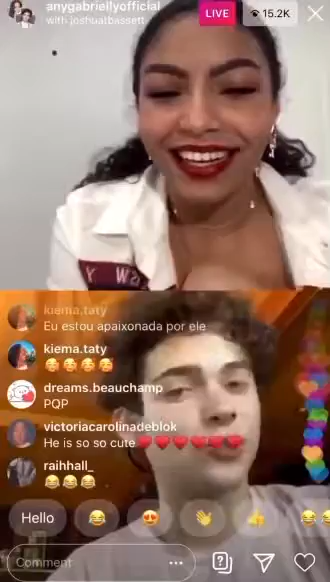 anygabriellyofficial
with joshuatbassett
LIVE
15.2K
Y Wa
kiema.taty
Eu estou apaixonada por ele
kiema.taty
🥰🥰🥰🥰
dreams.beauchamp
PQP
victoriacarolinadeblok
He is so so cute❤️❤️❤️❤️❤️❤️
raihhall_
😂😂😂
Hello
Comment